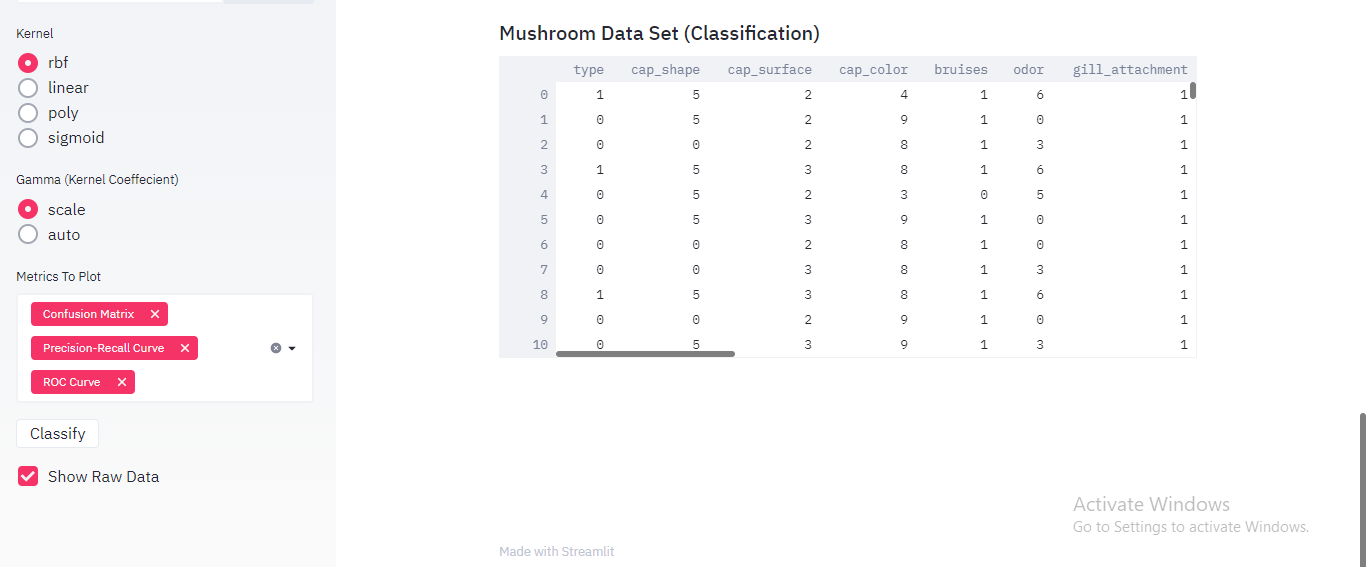 Kernel
rbf
linear
poly
sigmoid
Gamma (Kernel Coeffecient)
scale
auto
Metrics To Plot
Confusion Matrix
Precision-Recall Curve
ROC Curve
Classify
Show Raw Data
Mushroom Data Set (Classification)
type cap_shape cap_surface cap_color bruises odor gill_attachment
0 1 5 2 4 1 6 1
1 0 5 2 9 1 0 1
2 0 0 2 8 1 3 1
3 1 5 3 8 1 6 1
4 0 5 2 3 0 5 1
5 0 5 3 9 1 0 1
6 0 0 2 8 1 0 1
7 0 0 3 8 1 3 1
8 1 5 3 8 1 6 1
9 0 0 2 9 1 0 1
10 0 5 3 9 1 3 1
Activate Windows
Go to Settings to activate Windows.
Made with Streamlit